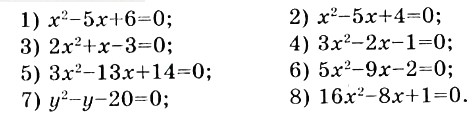 1) x²−5x+6=0; 2) x²−5x+4=0;
3) 2x²+x−3=0; 4) 3x²−2x−1=0;
5) 3x²−13x+14=0; 6) 5x²−9x−2=0;
7) y²−y−20=0; 8) 16x²−8x+1=0.